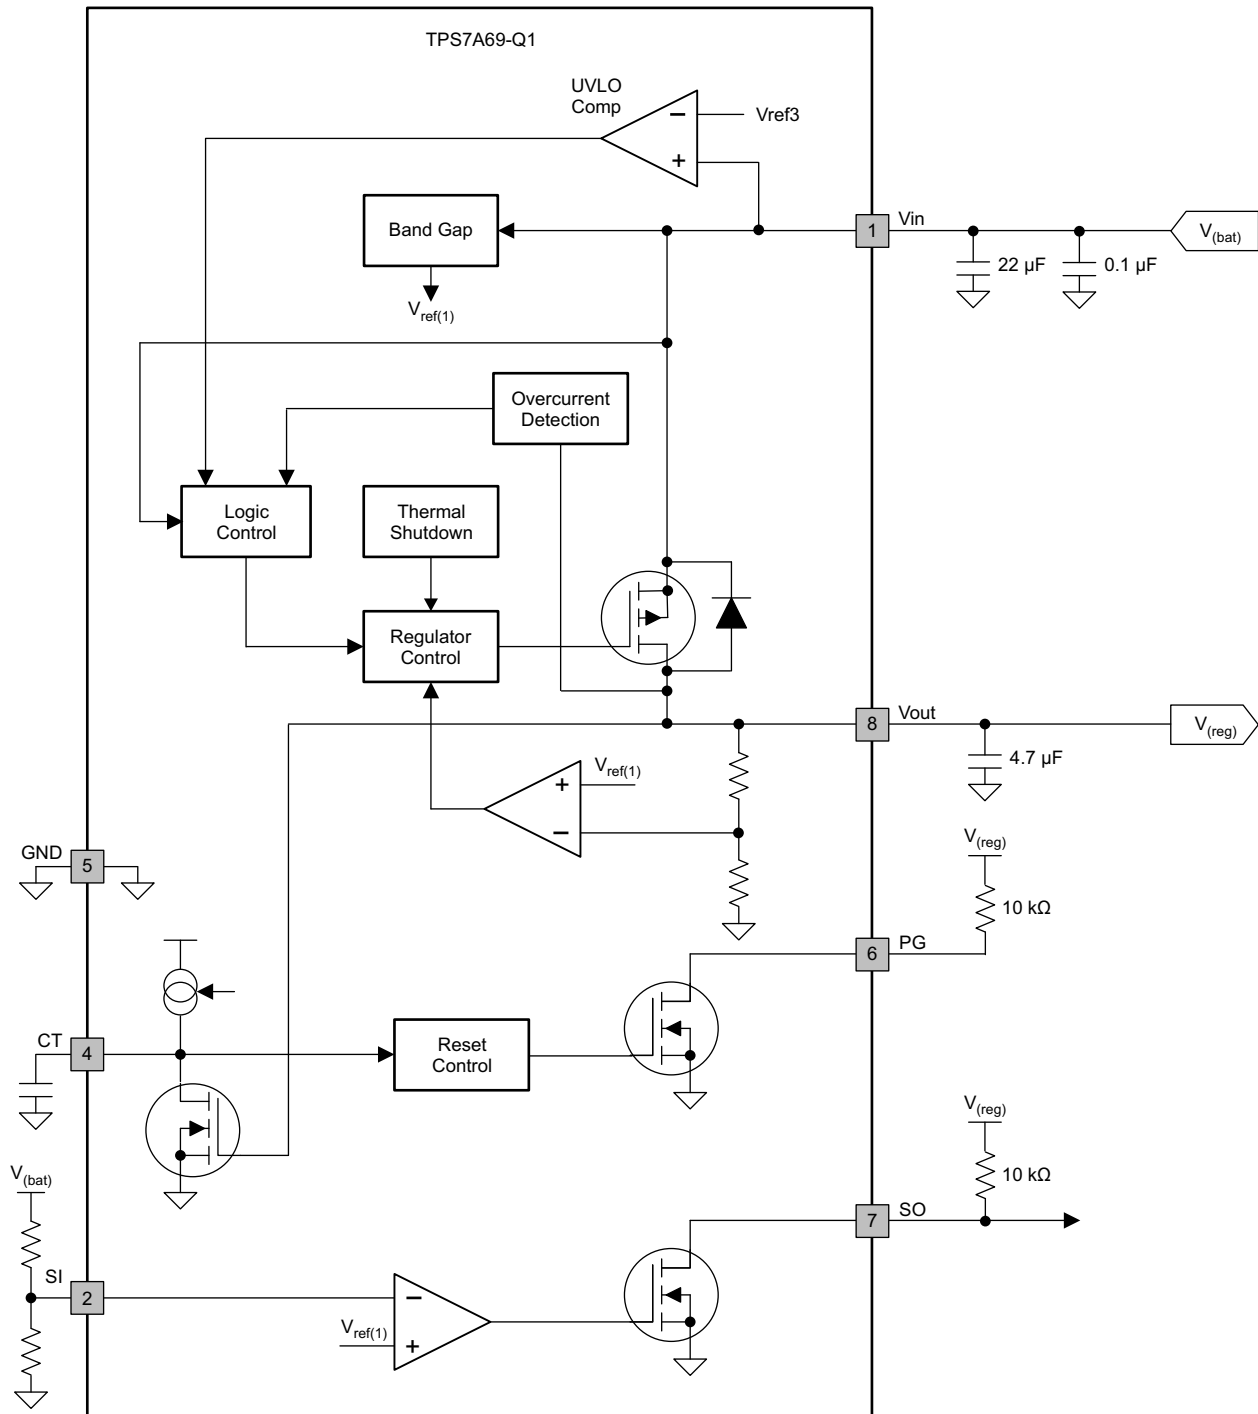 TPS7A69-Q1
UVLO
Comp
−
Vref3
+
Band Gap
1
Vin
V(bat)
22 µF
0.1 µF
Vref(1)
Overcurrent
Detection
Logic
Control
Thermal
Shutdown
Regulator
Control
8
Vout
V(reg)
4.7 µF
Vref(1)
+
−
GND
5
V(reg)
10 kΩ
6
PG
CT
4
Reset
Control
V(reg)
10 kΩ
V(bat)
7
SO
SI
2
−
Vref(1)
+